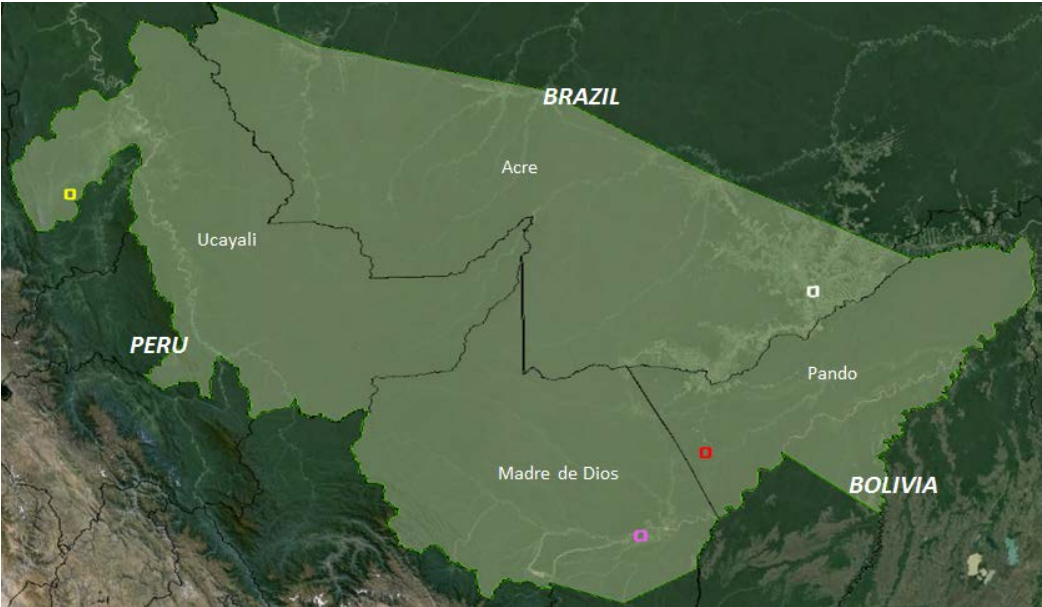 BRAZIL
Acre
Ucayali
PERU
Pando
Madre de Dios
BOLIVIA